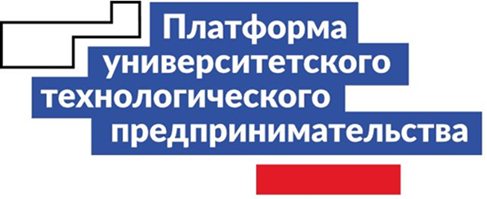 Платформа
университетского
технологического
предпринимательства